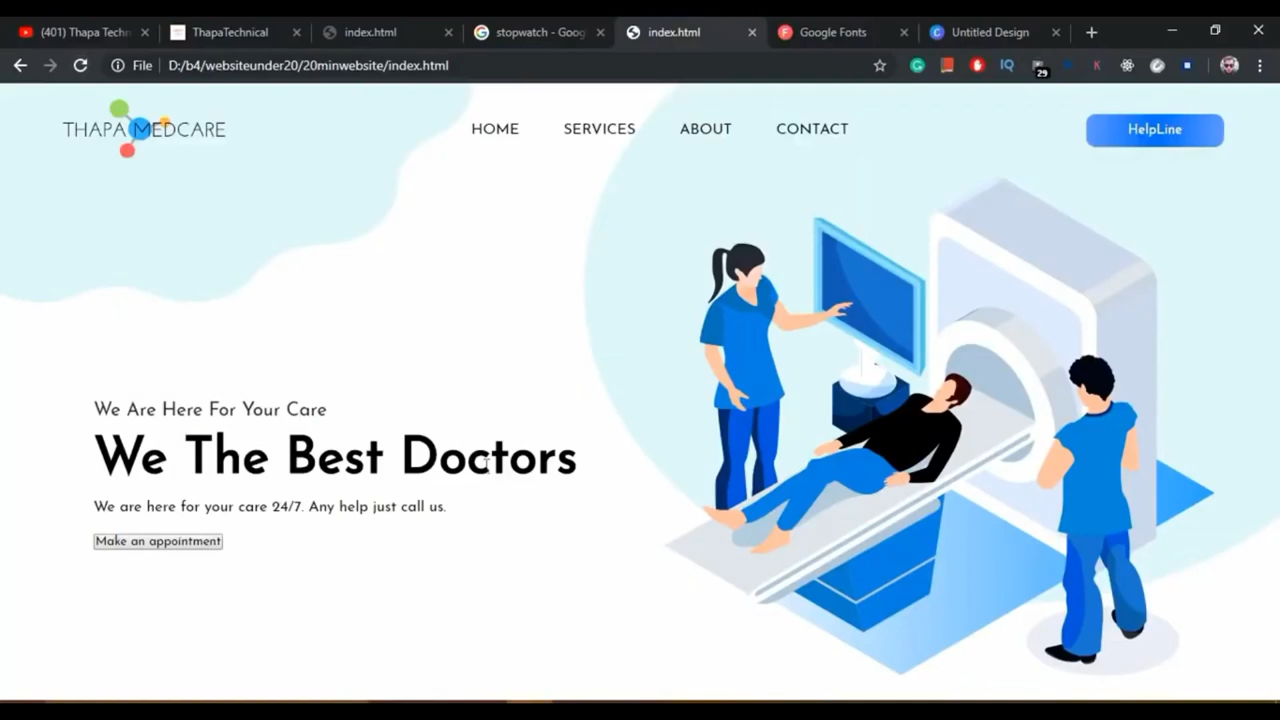 (401) Thapa Techn
ThapaTechnical
index.html
stopwatch - Goog
index.html
Google Fonts
Untitled Design
File
D:/b4/websiteunder20/20minwebsite/index.html
IQ
29
K
THAPA MEDCARE
HOME
SERVICES
ABOUT
CONTACT
HelpLine
We Are Here For Your Care
We The Best Doctors
We are here for your care 24/7. Any help just call us.
Make an appointment